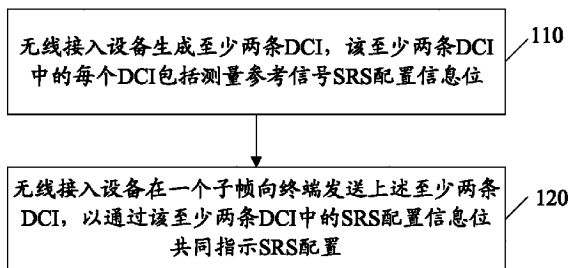 无线接入设备生成至少两条DCI，该至少两条DCI
中的每个DCI包括测量参考信号SRS配置信息位
110
无线接入设备在一个子帧向终端发送上述至少两条
DCI，以通过该至少两条DCI中的SRS配置信息位
共同指示SRS配置
120